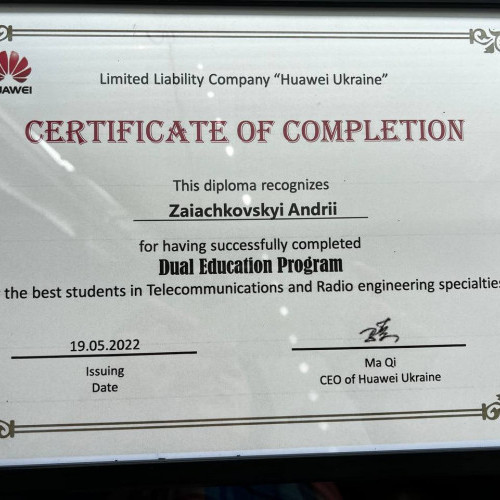 Limited Liability Company “Huawei Ukraine”
CERTIFICATE OF COMPLETION
This diploma recognizes
Zaiachkovskyi Andrii
for having successfully completed
Dual Education Program
the best students in Telecommunications and Radio engineering specialties
19.05.2022
Issuing
Date
Ma Qi
CEO of Huawei Ukraine